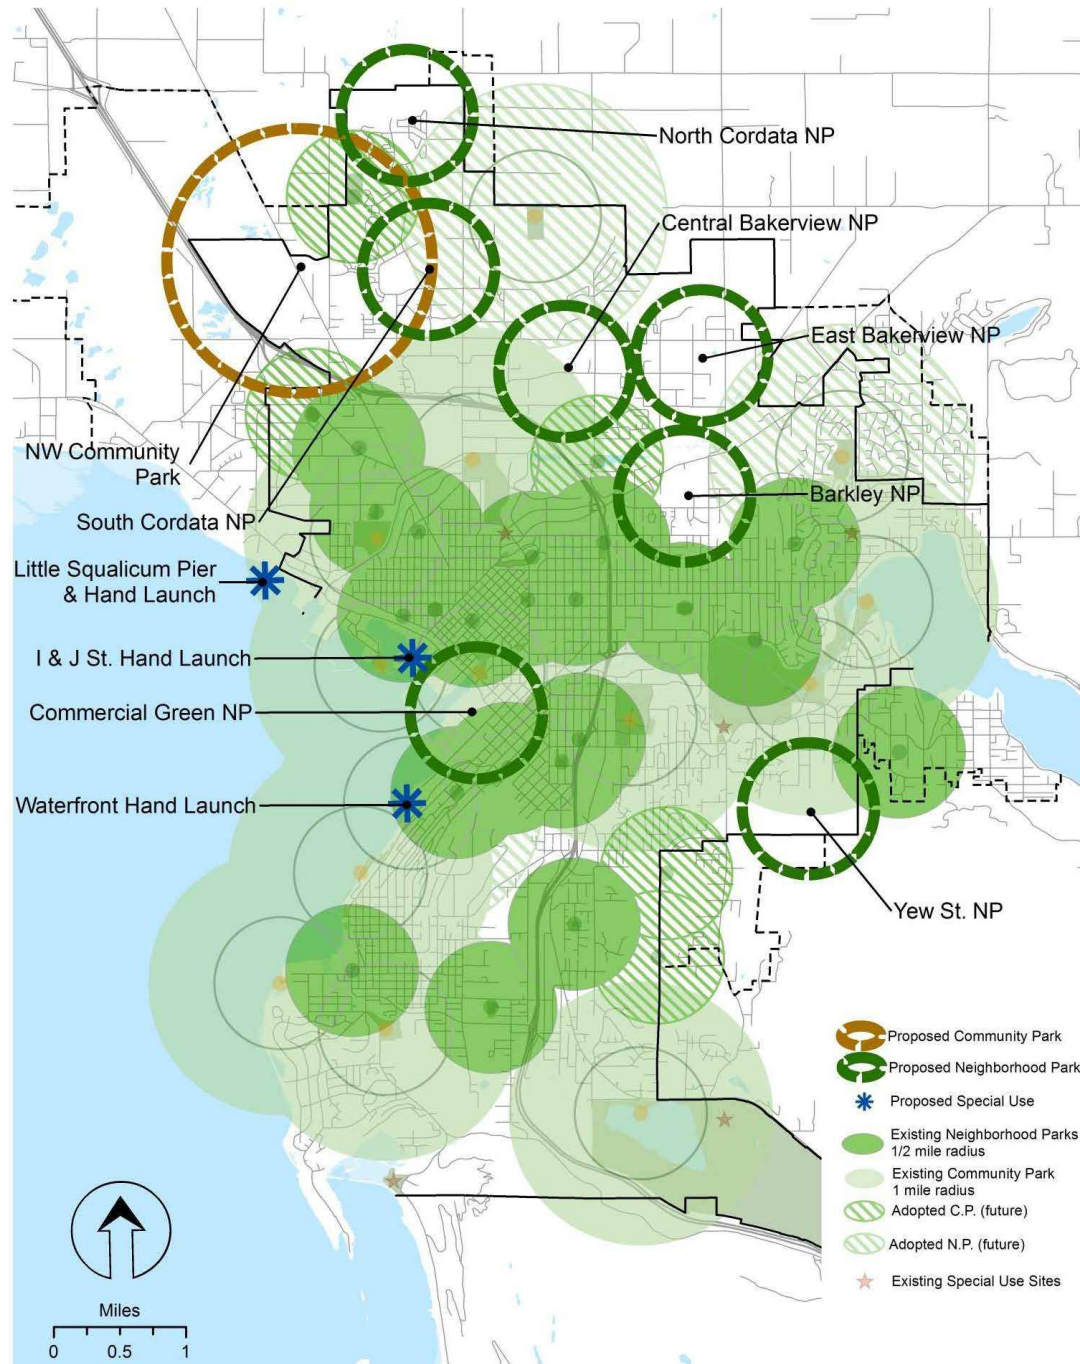 North Cordata NP
Central Bakerview NP
East Bakerview NP
NW Community
Park
Barkley NP
South Cordata NP
Little Squalicum Pier
& Hand Launch
I & J St. Hand Launch
Commercial Green NP
Waterfront Hand Launch
Yew St. NP
Proposed Community Park
Proposed Neighborhood Park
Proposed Special Use
Existing Neighborhood Parks
1/2 mile radius
Existing Community Park
1 mile radius
Adopted C.P. (future)
Adopted N.P. (future)
Existing Special Use Sites
Miles
0 0.5 1